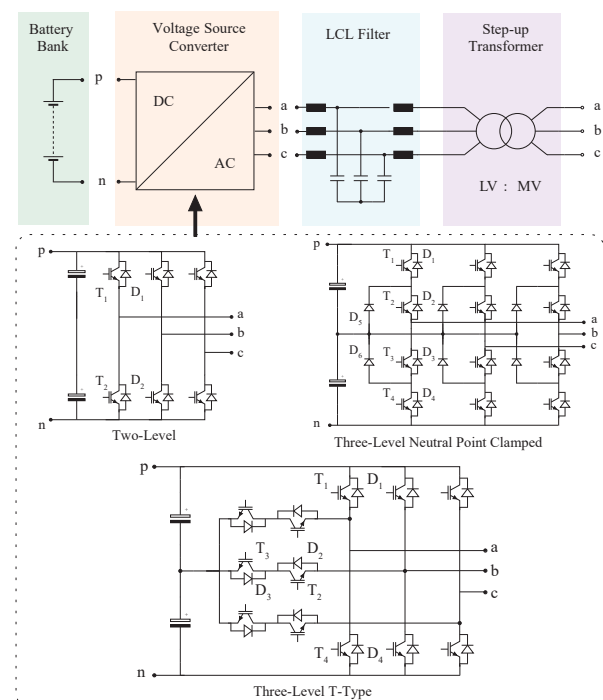 Battery
Bank
Voltage Source
Converter
LCL Filter
Step-up
Transformer
p
n
DC
AC
a
b
c
a
b
c
LV : MV
p
T1 D1
a
b
c
T2 D2
n
Two-Level
p
T1 D1
T2 D2
D5
a
b
c
D6
T3 D3
T4 D4
n
Three-Level Neutral Point Clamped
p
T1 D1
T3 D2
D3 T2
a
b
c
T4 D4
n
Three-Level T-Type